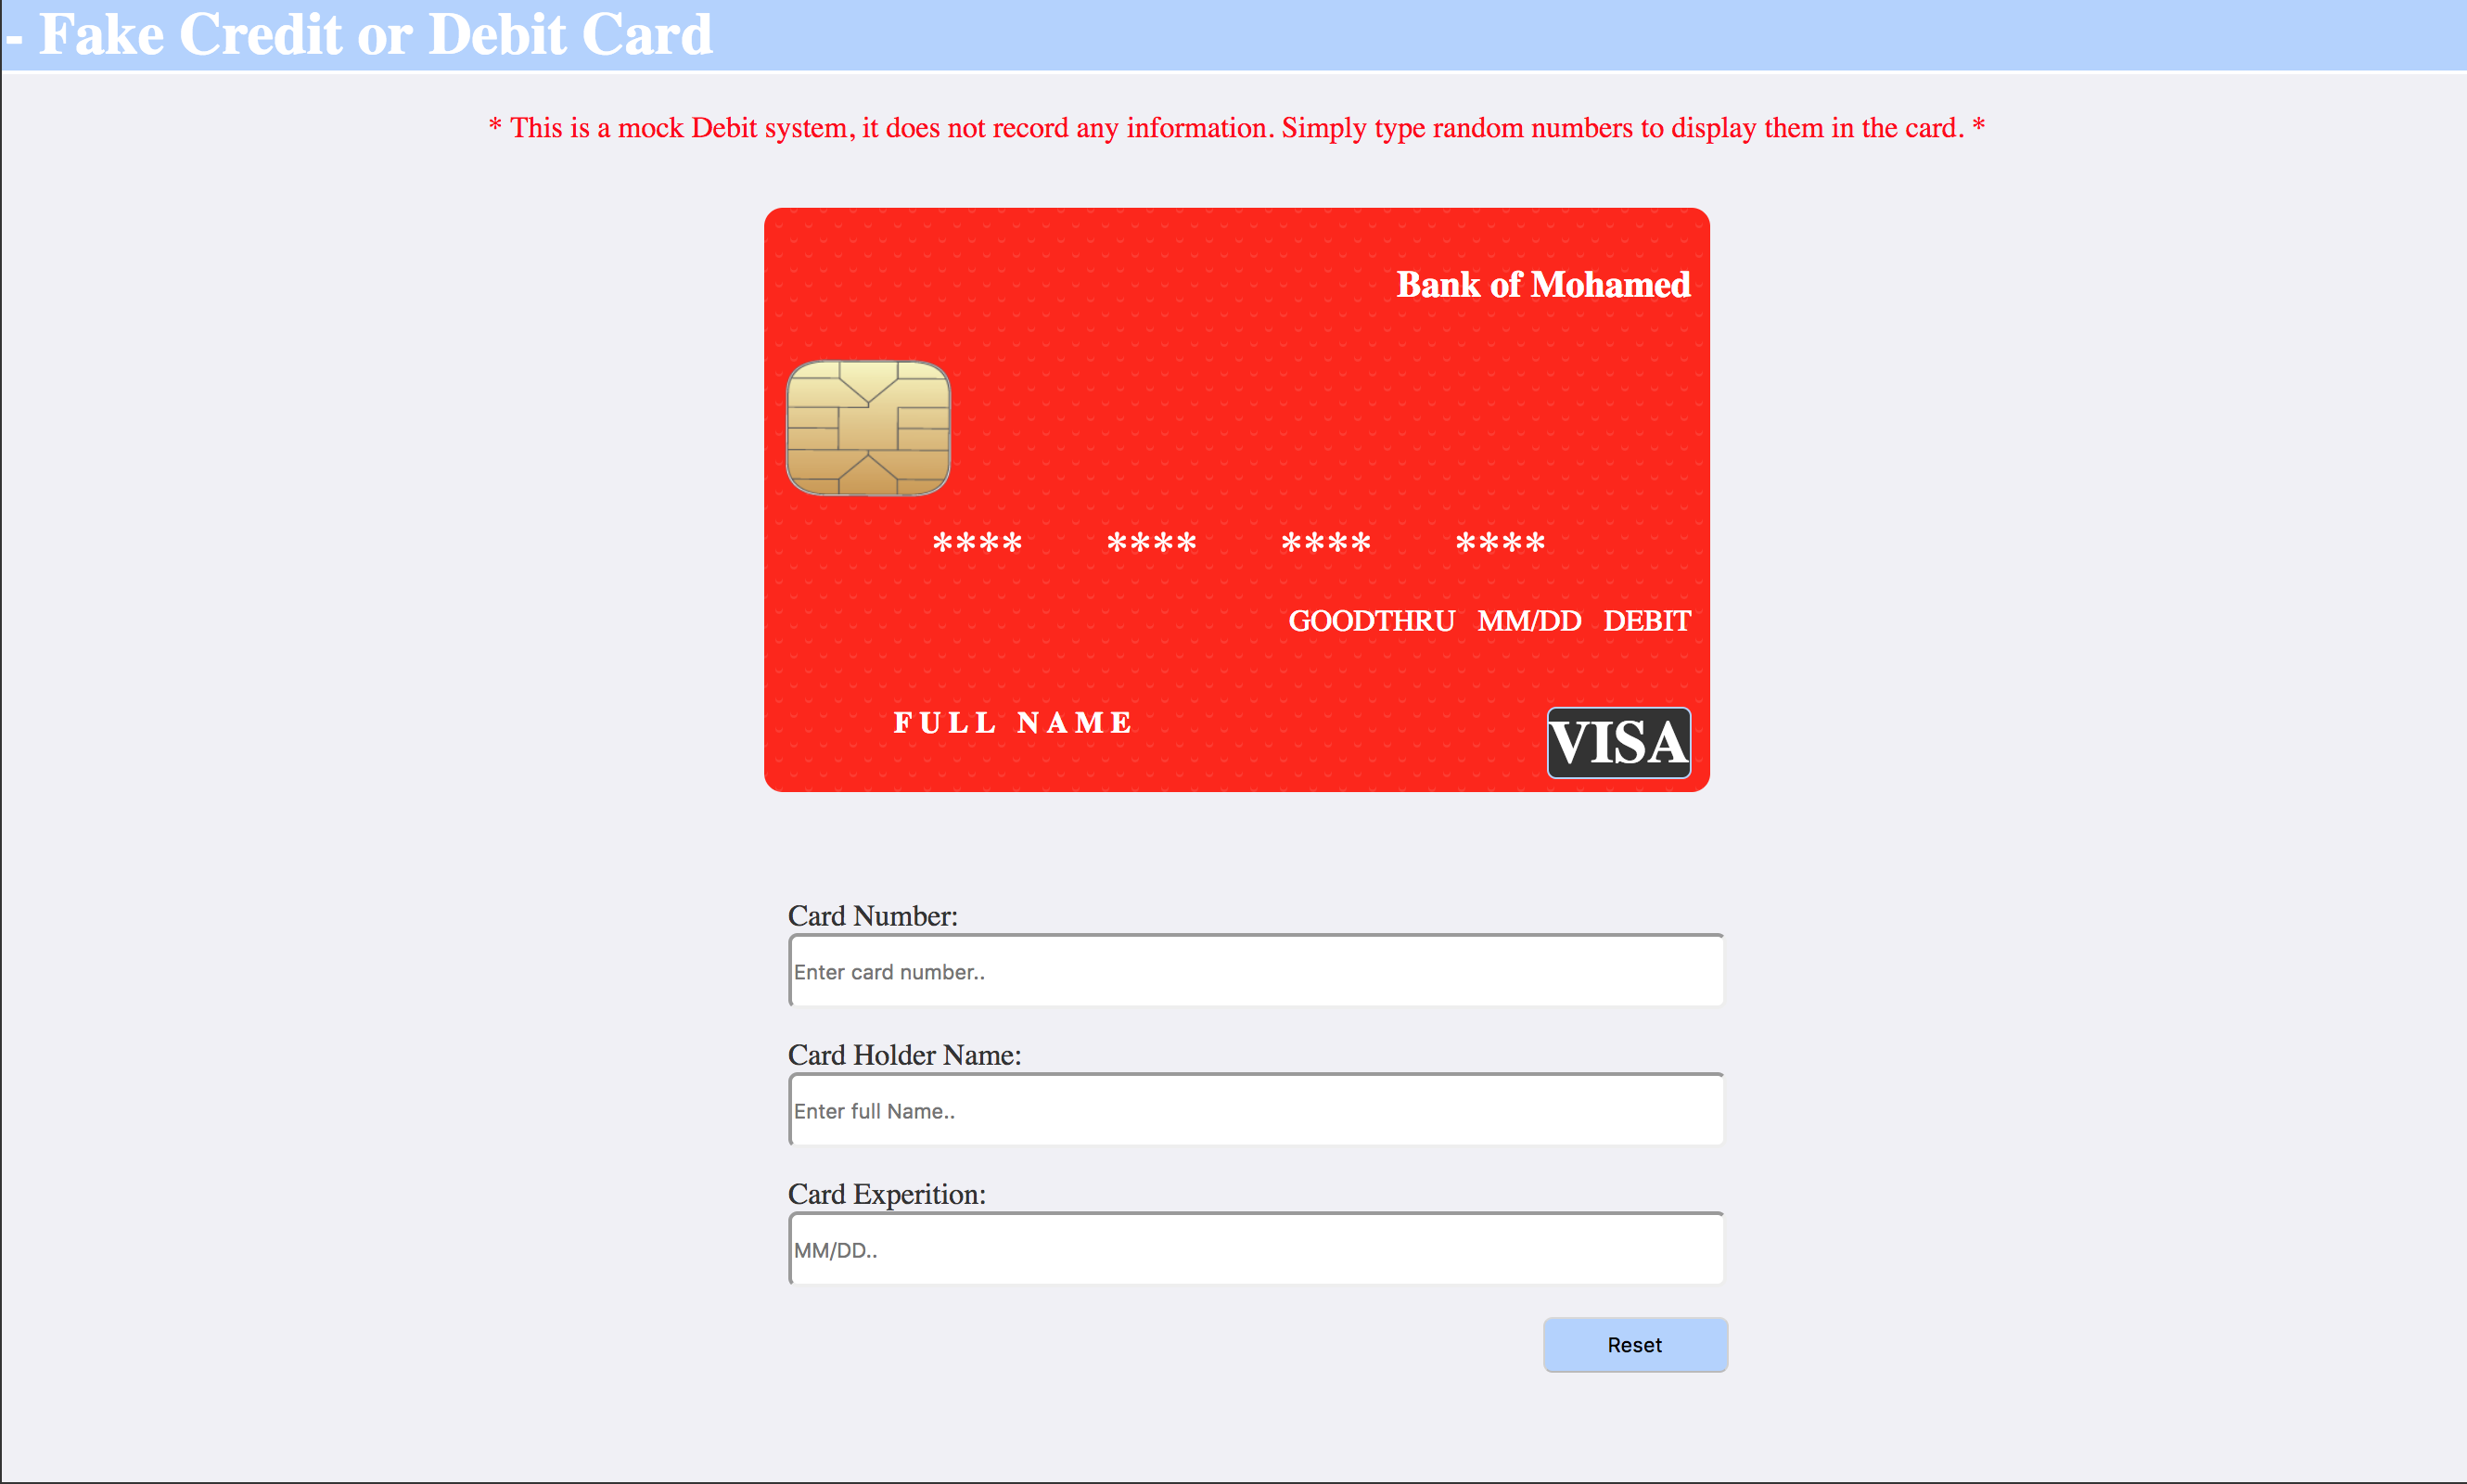 - Fake Credit or Debit Card
* This is a mock Debit system, it does not record any information. Simply type random numbers to display them in the card. *
Bank of Mohamed
**** **** **** ****
GOODTHRU MM/DD DEBIT
FULL NAME
VISA
Card Number:
Enter card number..
Card Holder Name:
Enter full Name..
Card Experition:
MM/DD..
Reset